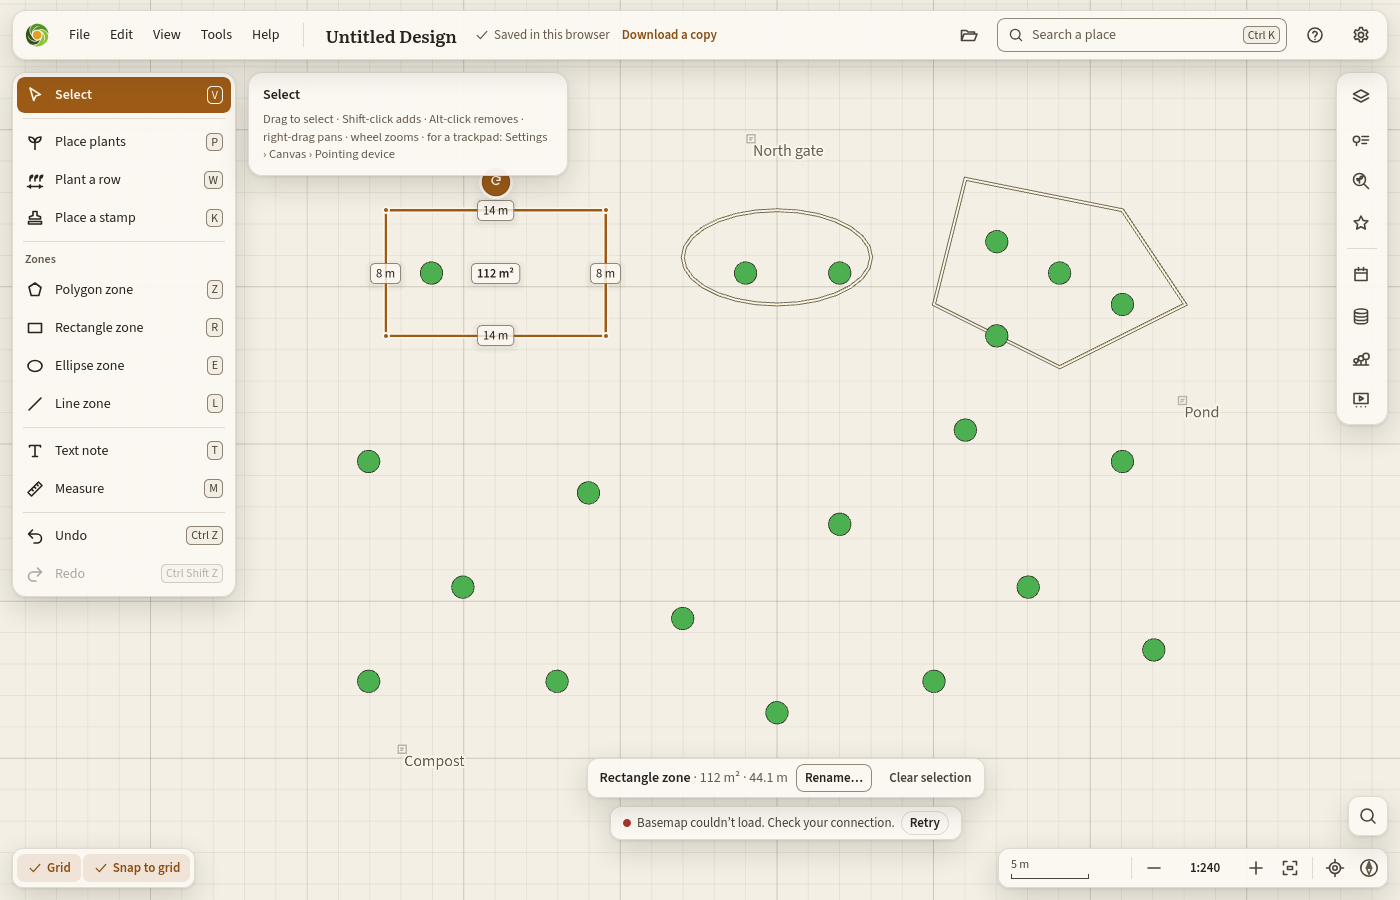 File Edit View Tools Help Untitled Design Saved in this browser Download a copy Search a place Ctrl K
Select V
Place plants P
Plant a row W
Place a stamp K
Zones
Polygon zone Z
Rectangle zone R
Ellipse zone E
Line zone L
Text note T
Measure M
Undo Ctrl Z
Redo Ctrl Shift Z
Select
Drag to select · Shift-click adds · Alt-click removes ·
right-drag pans · wheel zooms · for a trackpad: Settings
› Canvas › Pointing device
North gate
14 m
8 m 112 m² 8 m
14 m
Pond
Compost
Rectangle zone · 112 m² · 44.1 m Rename… Clear selection
Basemap couldn’t load. Check your connection. Retry
Grid Snap to grid
5 m 1:240